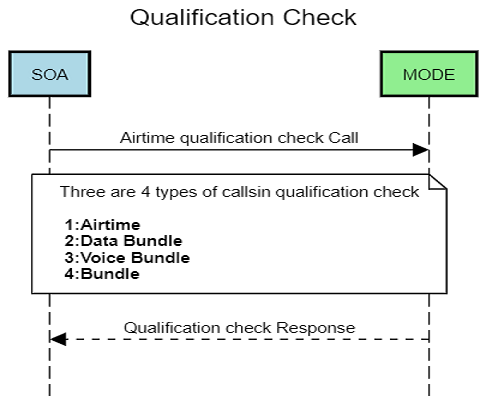 Qualification Check
SOA
MODE
Airtime qualification check Call
Three are 4 types of callsin qualification check
1:Airtime
2:Data Bundle
3:Voice Bundle
4:Bundle
Qualification check Response